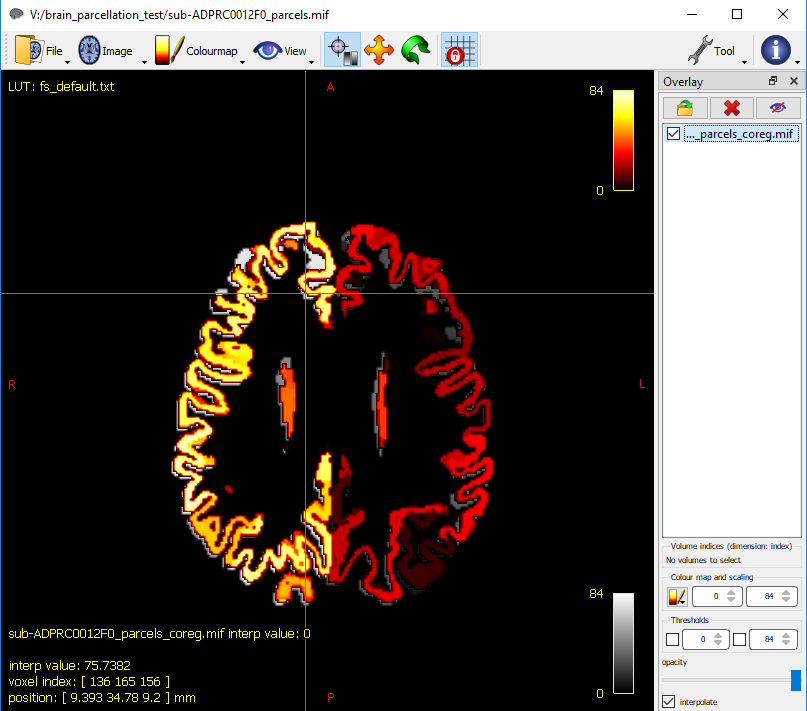 V:/brain_parcellation_test/sub-ADPRC0012F0_parcels.mif
File Image Colourmap View Tool
LUT: fs_default.txt
A
84
0
R
L
84
0
sub-ADPRC0012F0_parcels_coreg.mif interp value: 0
interp value: 75.7382
voxel index: [ 136 165 156 ]
position: [ 9.393 34.78 9.2 ] mm
P
Overlay
..._parcels_coreg.mif
Volume indices (dimension: index)
No volumes to select
Colour map and scaling
0 84
Thresholds
0 84
opacity
interpolate